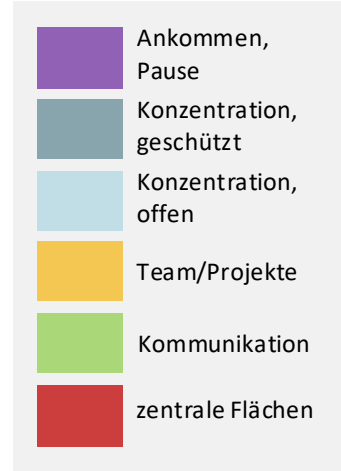 Ankommen,
Pause
Konzentration,
geschützt
Konzentration,
offen
Team/Projekte
Kommunikation
zentrale Flächen